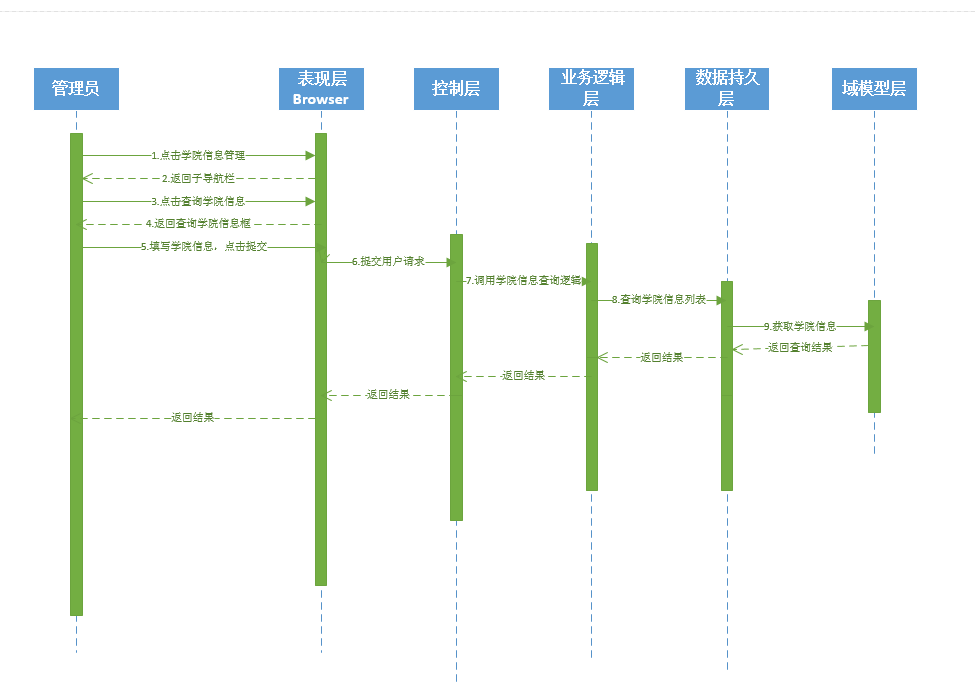 管理员
表现层
Browser
控制层
业务逻辑
层
数据持久
层
域模型层
1.点击学院信息管理
2.返回子导航栏
3.点击查询学院信息
4.返回查询学院信息框
5.填写学院信息，点击提交
6.提交用户请求
7.调用学院信息查询逻辑
8.查询学院信息列表
9.获取学院信息
返回查询结果
返回结果
返回结果
返回结果
返回结果